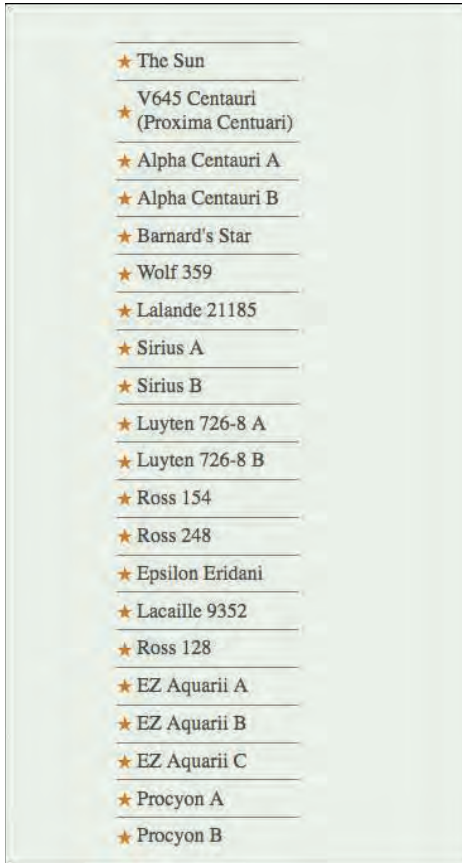 The Sun
V645 Centauri
(Proxima Centuari)
Alpha Centauri A
Alpha Centauri B
Barnard's Star
Wolf 359
Lalande 21185
Sirius A
Sirius B
Luyten 726-8 A
Luyten 726-8 B
Ross 154
Ross 248
Epsilon Eridani
Lacaille 9352
Ross 128
EZ Aquarii A
EZ Aquarii B
EZ Aquarii C
Procyon A
Procyon B